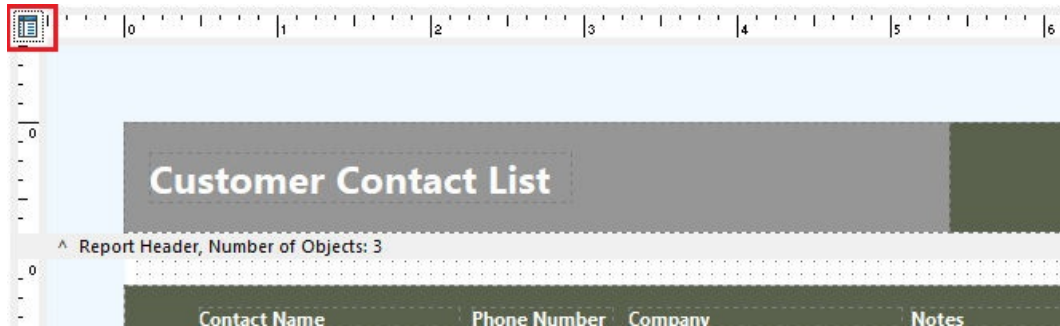 0 1 2 3 4 5 6
0
Customer Contact List
^ Report Header, Number of Objects: 3
0
Contact Name Phone Number Company Notes